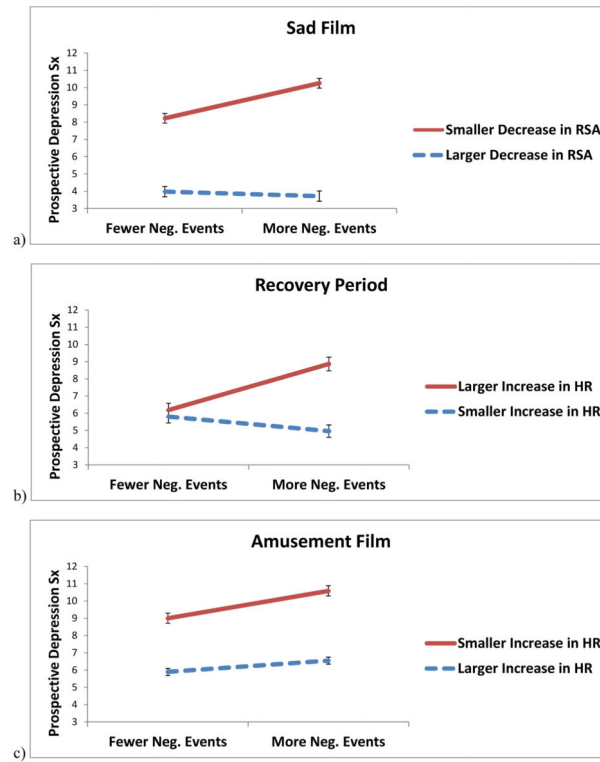 Sad Film
Prospective Depression Sx
12
11
10
9
8
7
6
5
4
3
Fewer Neg. Events More Neg. Events
Smaller Decrease in RSA
Larger Decrease in RSA
a)
Recovery Period
Prospective Depression Sx
12
11
10
9
8
7
6
5
4
3
Fewer Neg. Events More Neg. Events
Larger Increase in HR
Smaller Increase in HR
b)
Amusement Film
Prospective Depression Sx
12
11
10
9
8
7
6
5
4
3
Fewer Neg. Events More Neg. Events
Smaller Increase in HR
Larger Increase in HR
c)